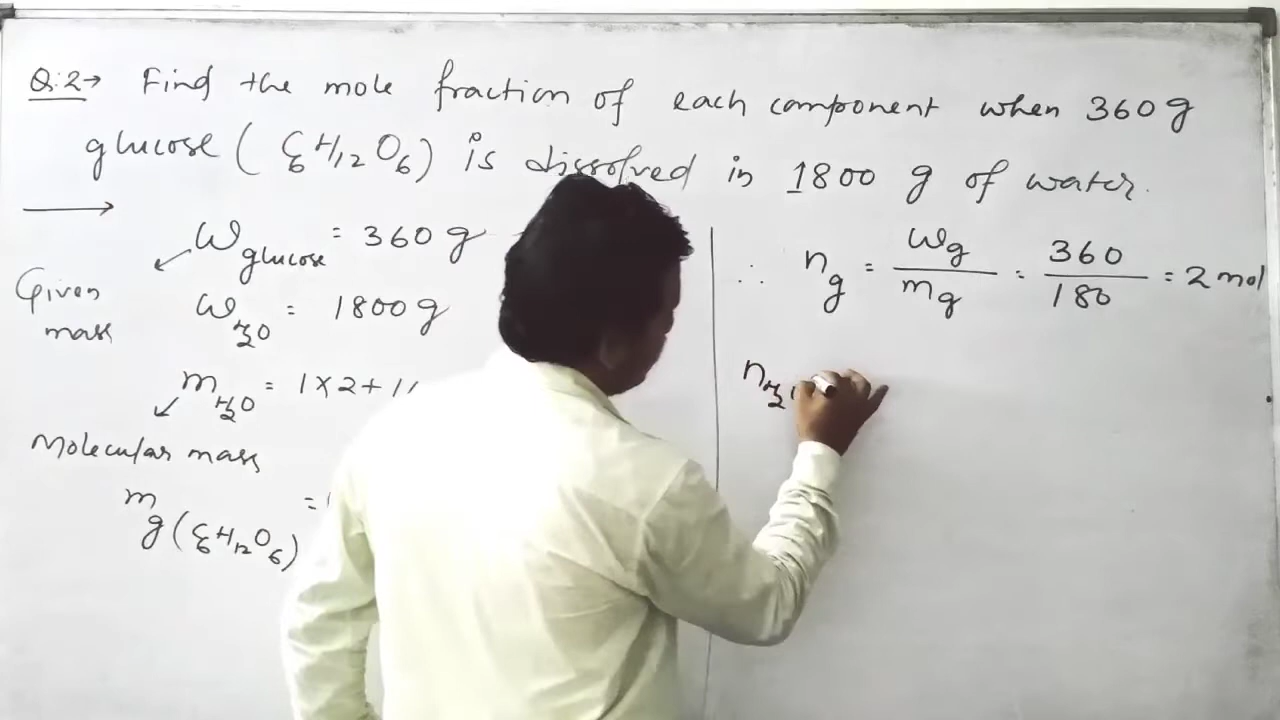 Q:2→ Find the mole fraction of each component when 360 g
glucose (C6H12O6) is dissolved in 1800 g of water.
→
Wglucose = 360 g
Given
mass
WH2O = 1800 g
mH2O = 1×2+1
Molecular mass
mg(C6H12O6) =
∴ ng = Wg/mg = 360/180 = 2 mol
nH2